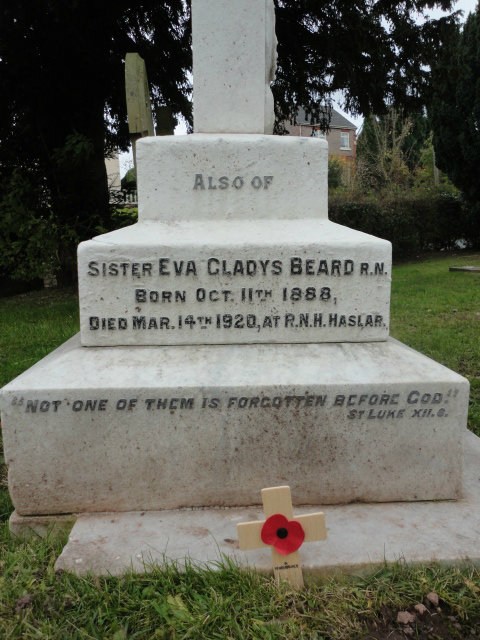 ALSO OF
SISTER EVA GLADYS BEARD R.N.
BORN OCT. 11TH 1888,
DIED MAR. 14TH 1920, AT R.N.H. HASLAR.
"NOT ONE OF THEM IS FORGOTTEN BEFORE GOD."
ST LUKE XII. 6.